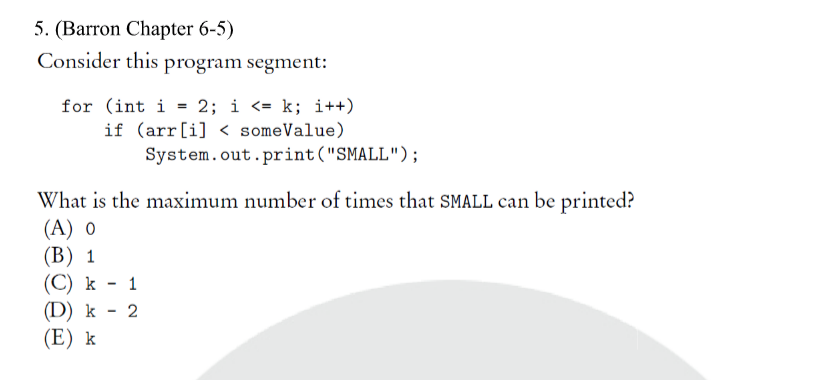 5. (Barron Chapter 6-5)
Consider this program segment:
for (int i = 2; i <= k; i++)
if (arr[i] < someValue)
System.out.print("SMALL");
What is the maximum number of times that SMALL can be printed?
(A) 0
(B) 1
(C) k - 1
(D) k - 2
(E) k